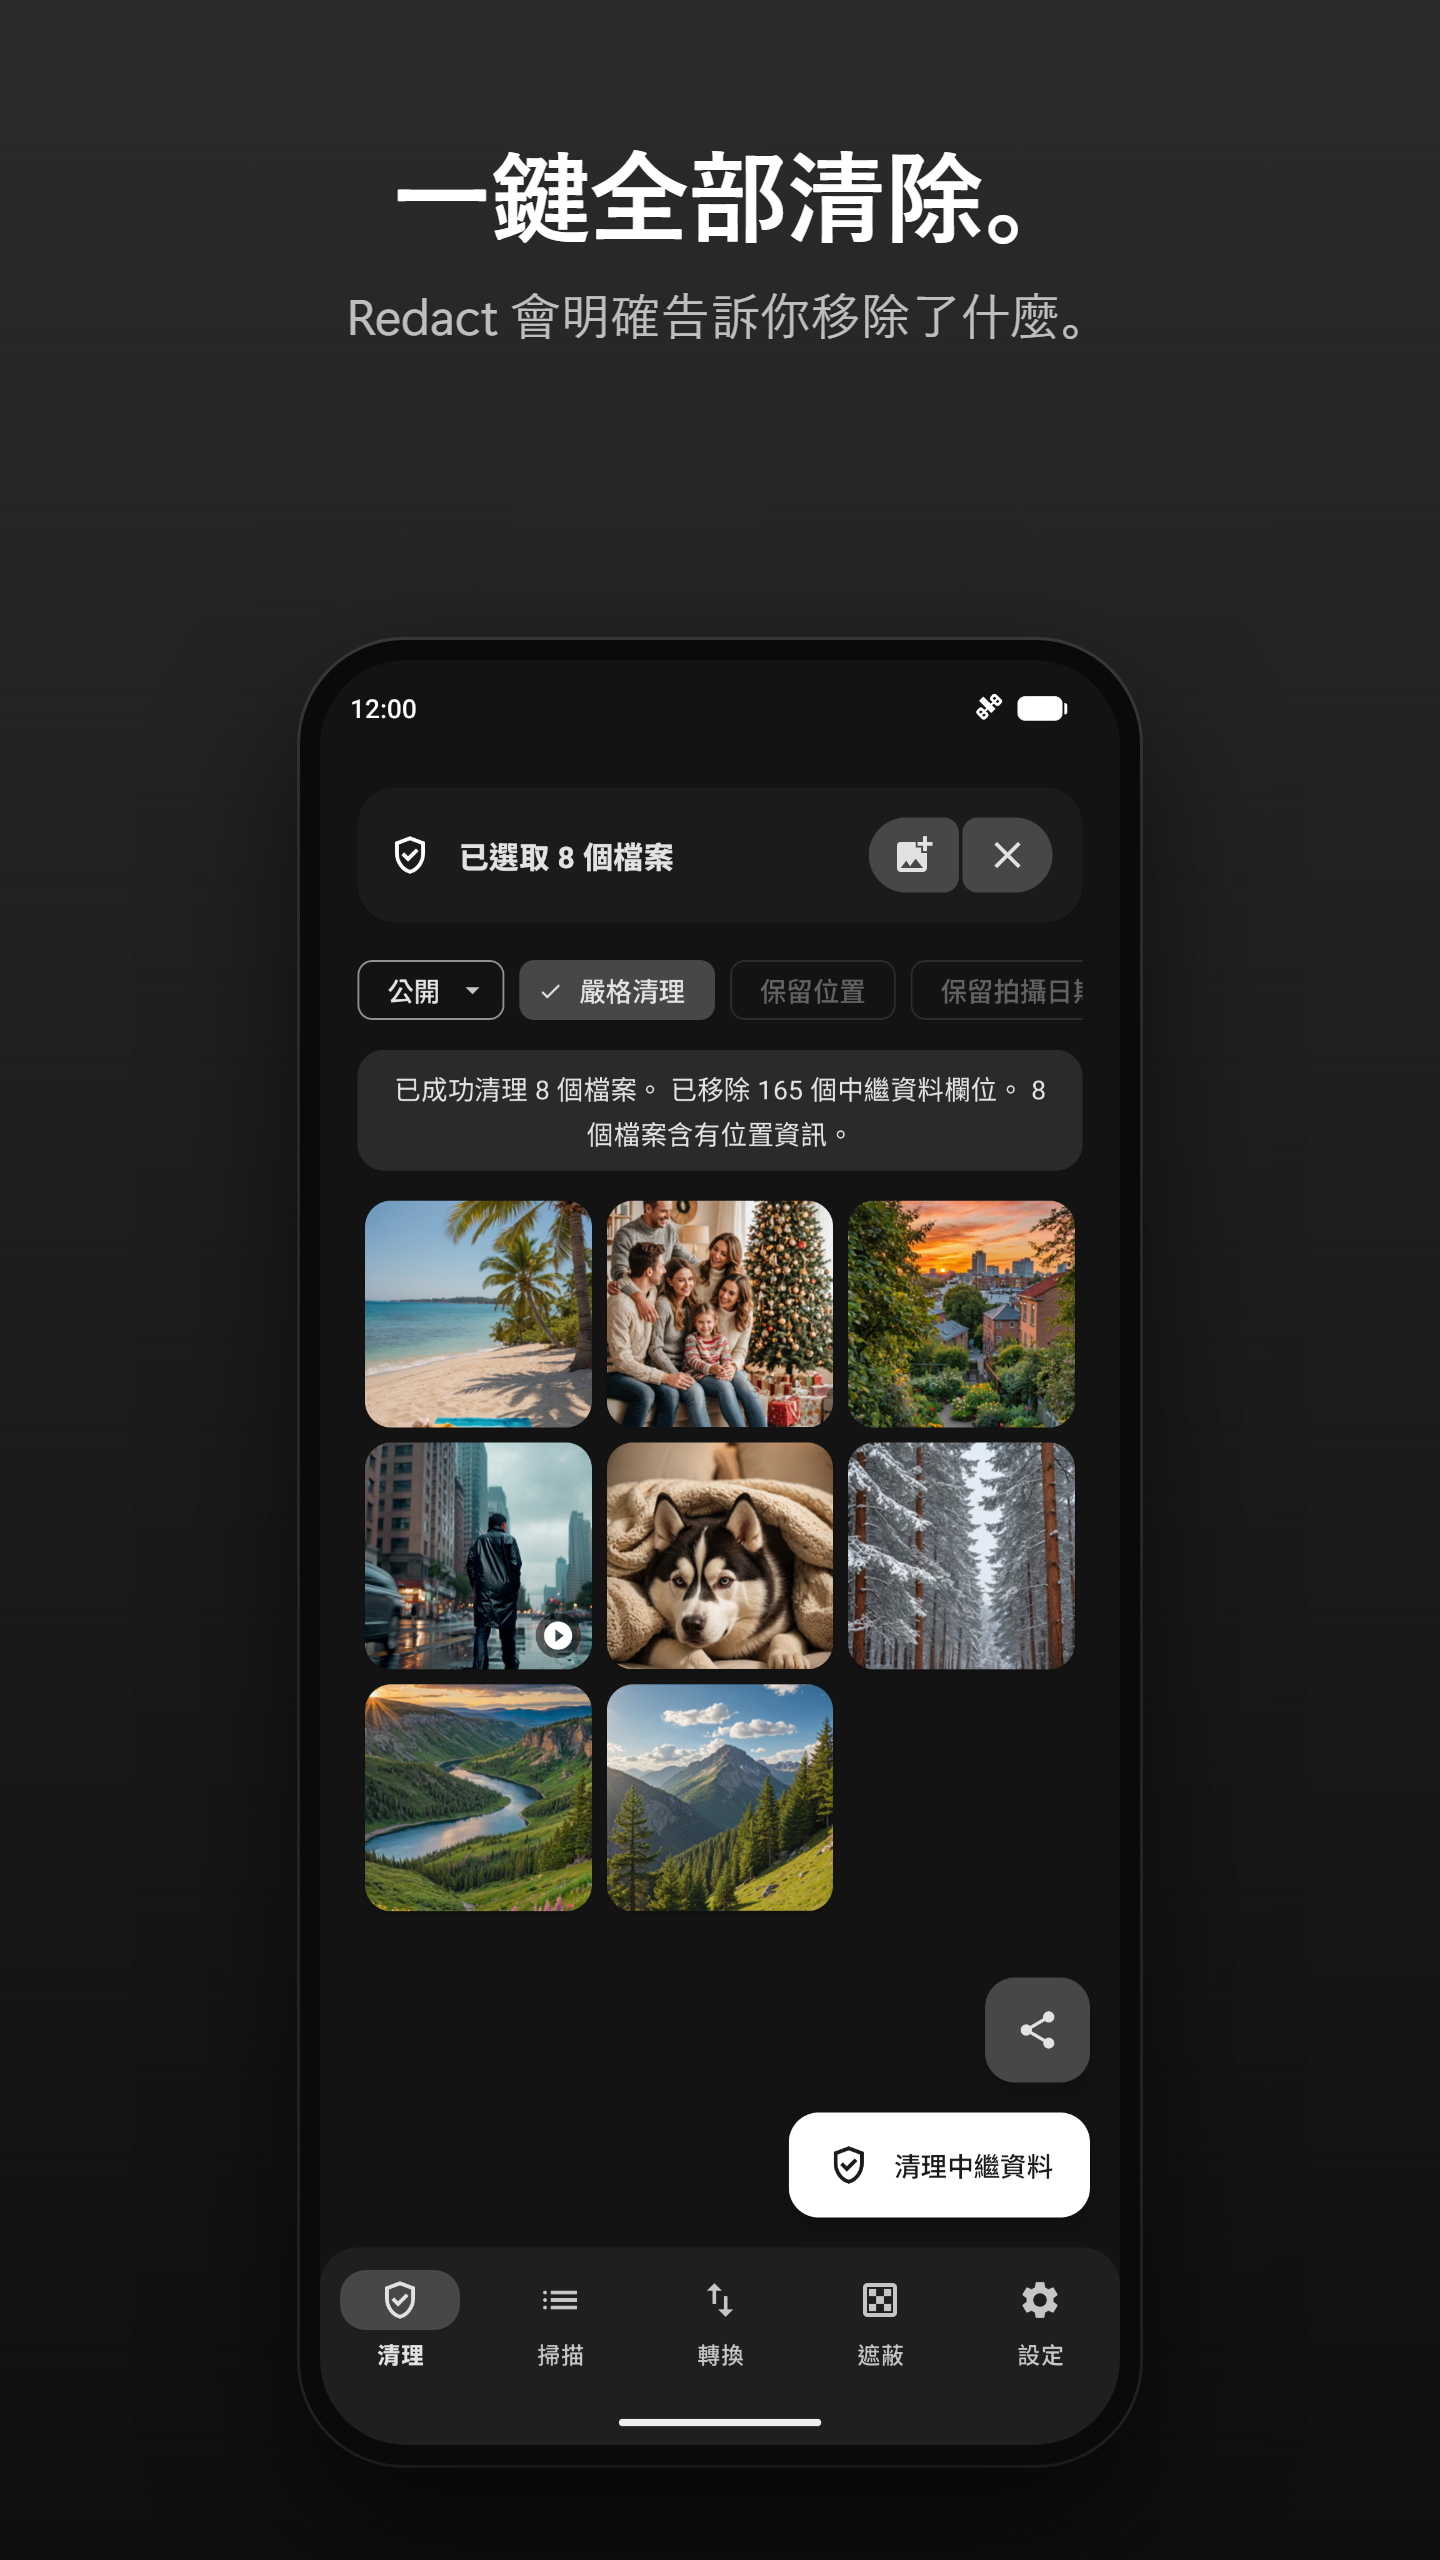 一鍵全部清除。
Redact 會明確告訴你移除了什麼。
12:00
已選取 8 個檔案
公開
嚴格清理
保留位置
保留拍攝日期
已成功清理 8 個檔案。 已移除 165 個中繼資料欄位。 8
個檔案含有位置資訊。
清理中繼資料
清理
掃描
轉換
遮蔽
設定